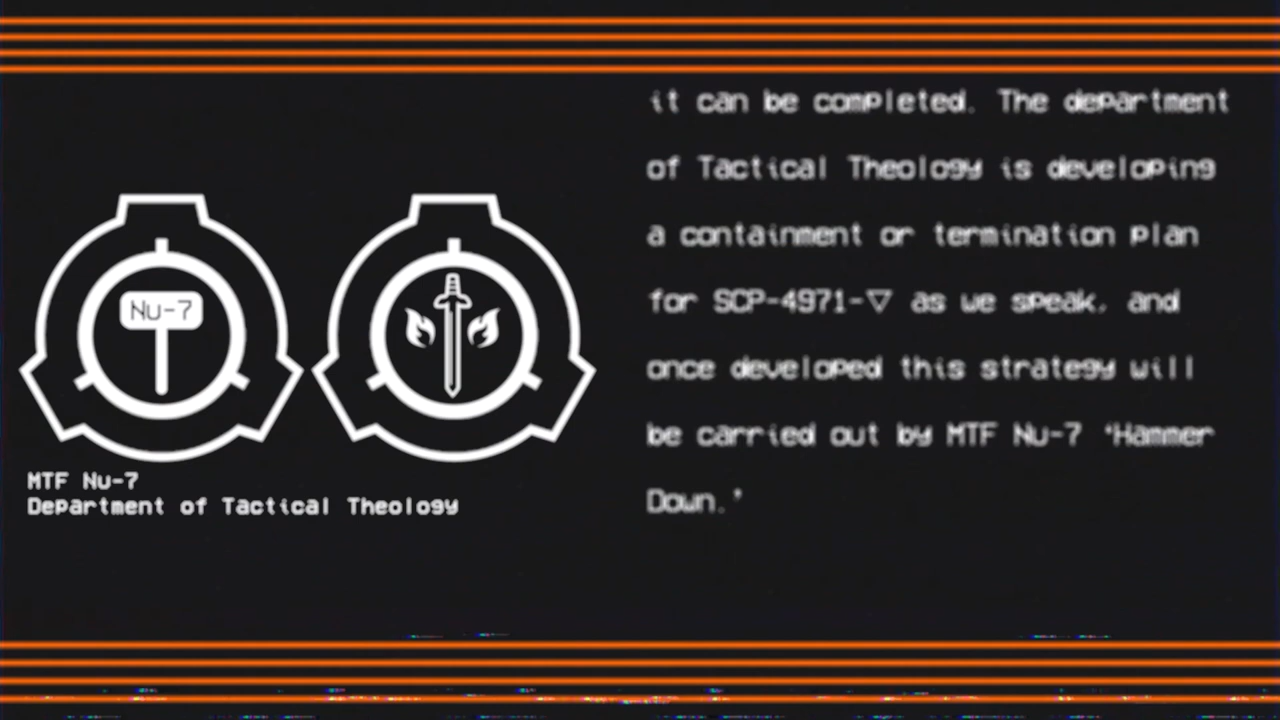 it can be completed. The department
of Tactical Theology is developing
a containment or termination plan
for SCP-4971-▽ as we speak, and
once developed this strategy will
be carried out by MTF Nu-7 'Hammer
Down.'
Nu-7
MTF Nu-7
Department of Tactical Theology